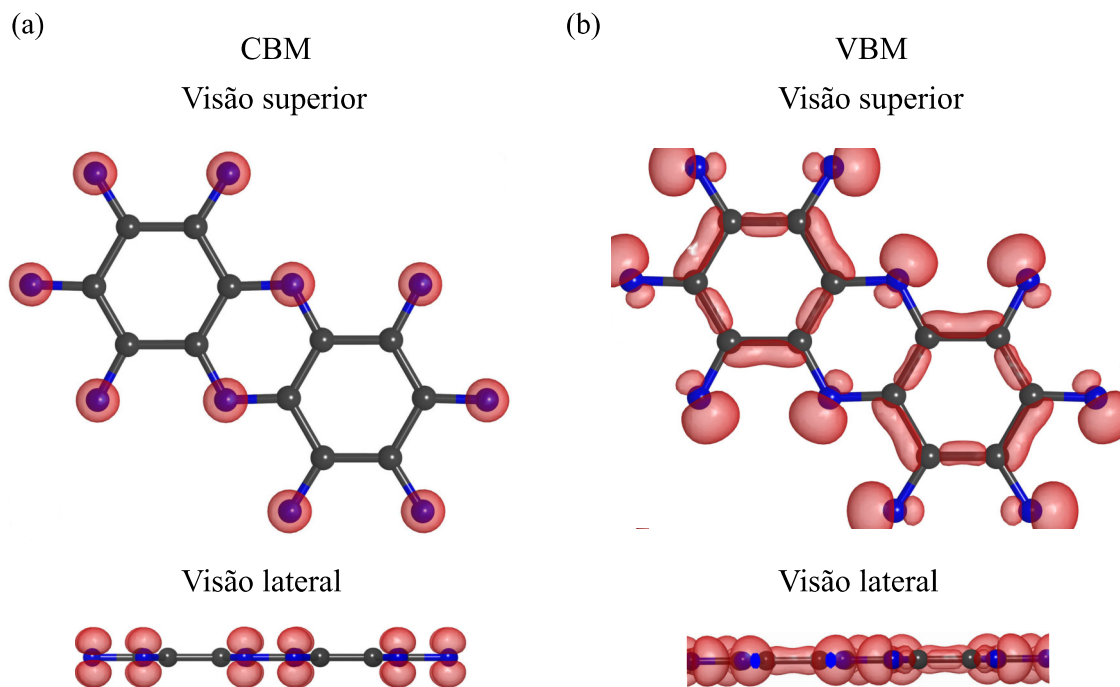 (a)
CBM
Visão superior
Visão lateral
(b)
VBM
Visão superior
Visão lateral